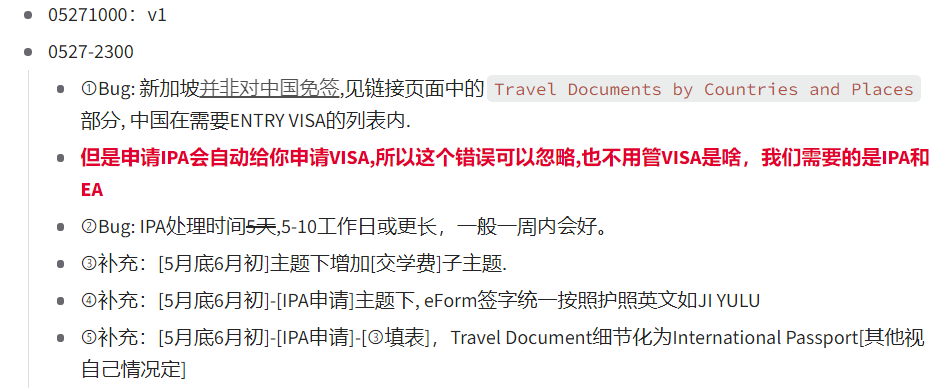 05271000：v1
0527-2300
①Bug: 新加坡并非对中国免签,见链接页面中的 Travel Documents by Countries and Places
部分, 中国在需要ENTRY VISA的列表内.
但是申请IPA会自动给你申请VISA,所以这个错误可以忽略,也不用管VISA是啥，我们需要的是IPA和
EA
②Bug: IPA处理时间5天,5-10工作日或更长，一般一周内会好。
③补充：[5月底6月初]主题下增加[交学费]子主题.
④补充：[5月底6月初]-[IPA申请]主题下, eForm签字统一按照护照英文如JI YULU
⑤补充：[5月底6月初]-[IPA申请]-[③填表]，Travel Document细节化为International Passport[其他视
自己情况定]